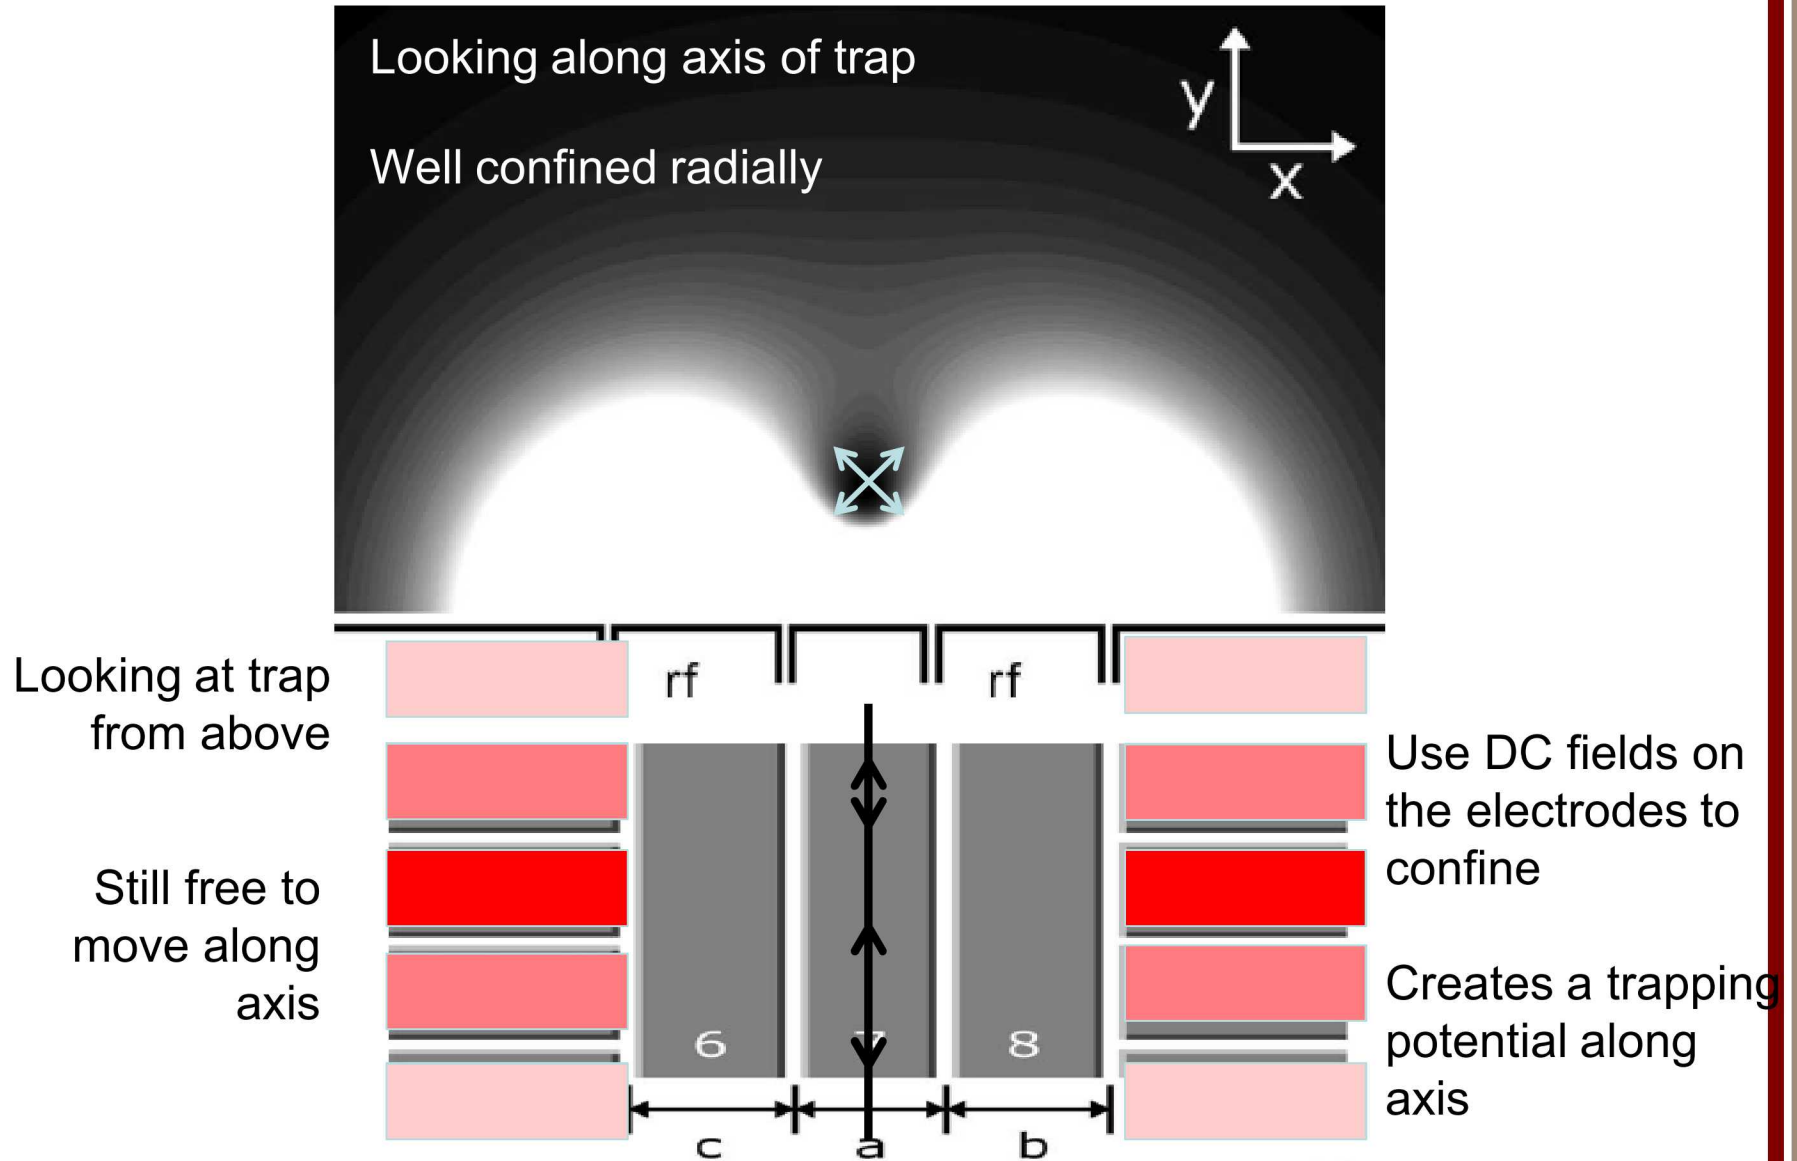 Looking along axis of trap
Well confined radially
y
x
rf
rf
Looking at trap
from above
Still free to
move along
axis
Use DC fields on
the electrodes to
confine
Creates a trapping
potential along
axis
6
7
8
c
a
b